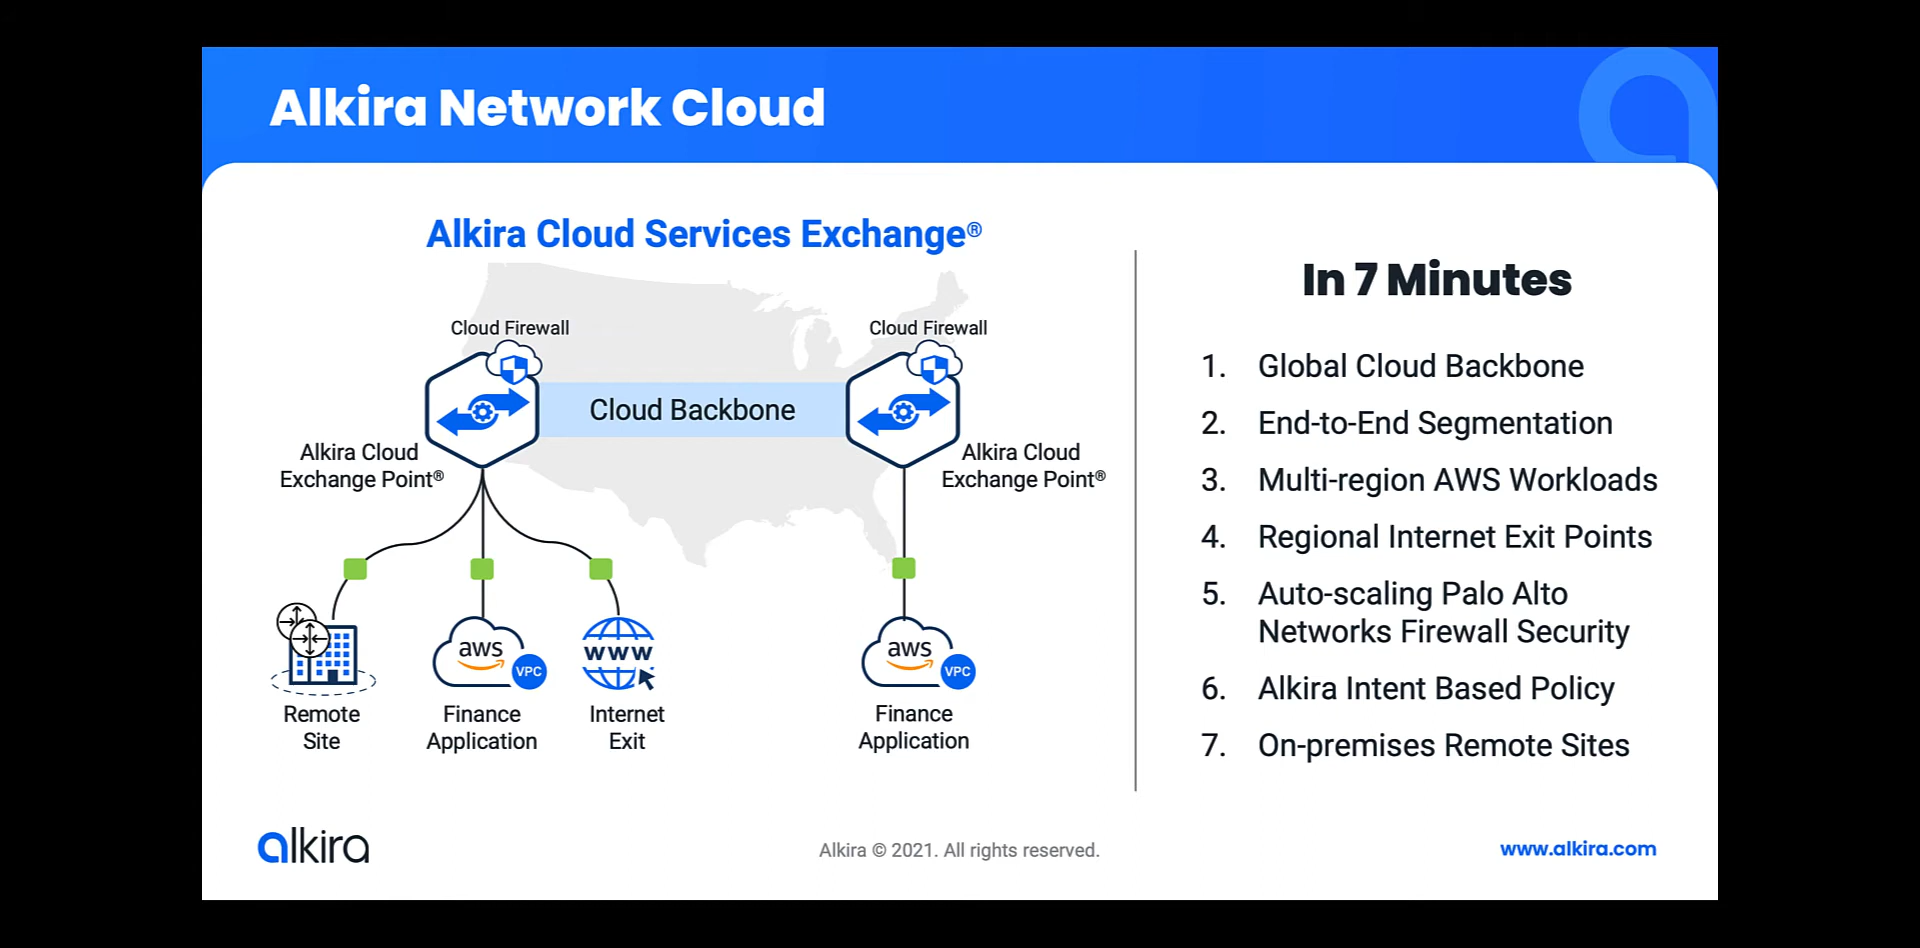 Alkira Network Cloud
Alkira Cloud Services Exchange®
Cloud Firewall
Cloud Firewall
Cloud Backbone
Alkira Cloud
Exchange Point®
Alkira Cloud
Exchange Point®
aws
VPC
www
aws
VPC
Remote
Site
Finance
Application
Internet
Exit
Finance
Application
In 7 Minutes
1. Global Cloud Backbone
2. End-to-End Segmentation
3. Multi-region AWS Workloads
4. Regional Internet Exit Points
5. Auto-scaling Palo Alto
Networks Firewall Security
6. Alkira Intent Based Policy
7. On-premises Remote Sites
alkira
Alkira © 2021. All rights reserved.
www.alkira.com